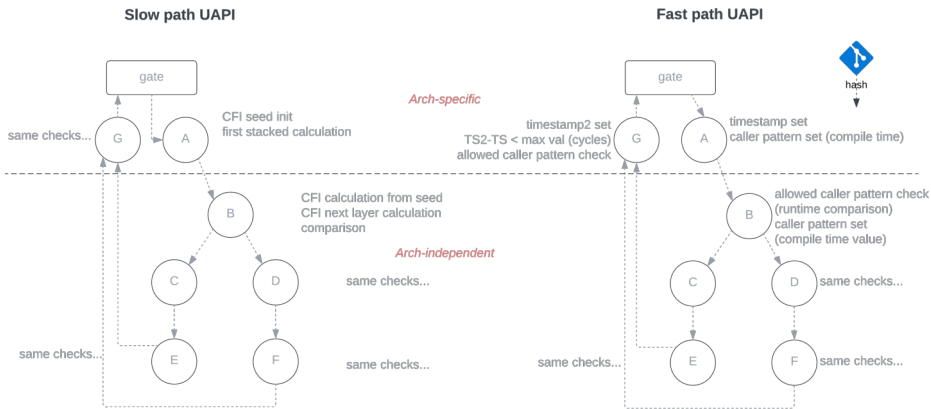 Slow path UAPI
Fast path UAPI
gate
gate
hash
Arch-specific
CFI seed init
first stacked calculation
same checks...
G
A
timestamp2 set
TS2-TS < max val (cycles)
allowed caller pattern check
G
A
timestamp set
caller pattern set (compile time)
B
CFI calculation from seed
CFI next layer calculation
comparison
B
allowed caller pattern check
(runtime comparison)
caller pattern set
(compile time value)
Arch-independent
C
D
same checks...
C
D
same checks...
same checks...
E
F
same checks...
same checks...
E
F
same checks...